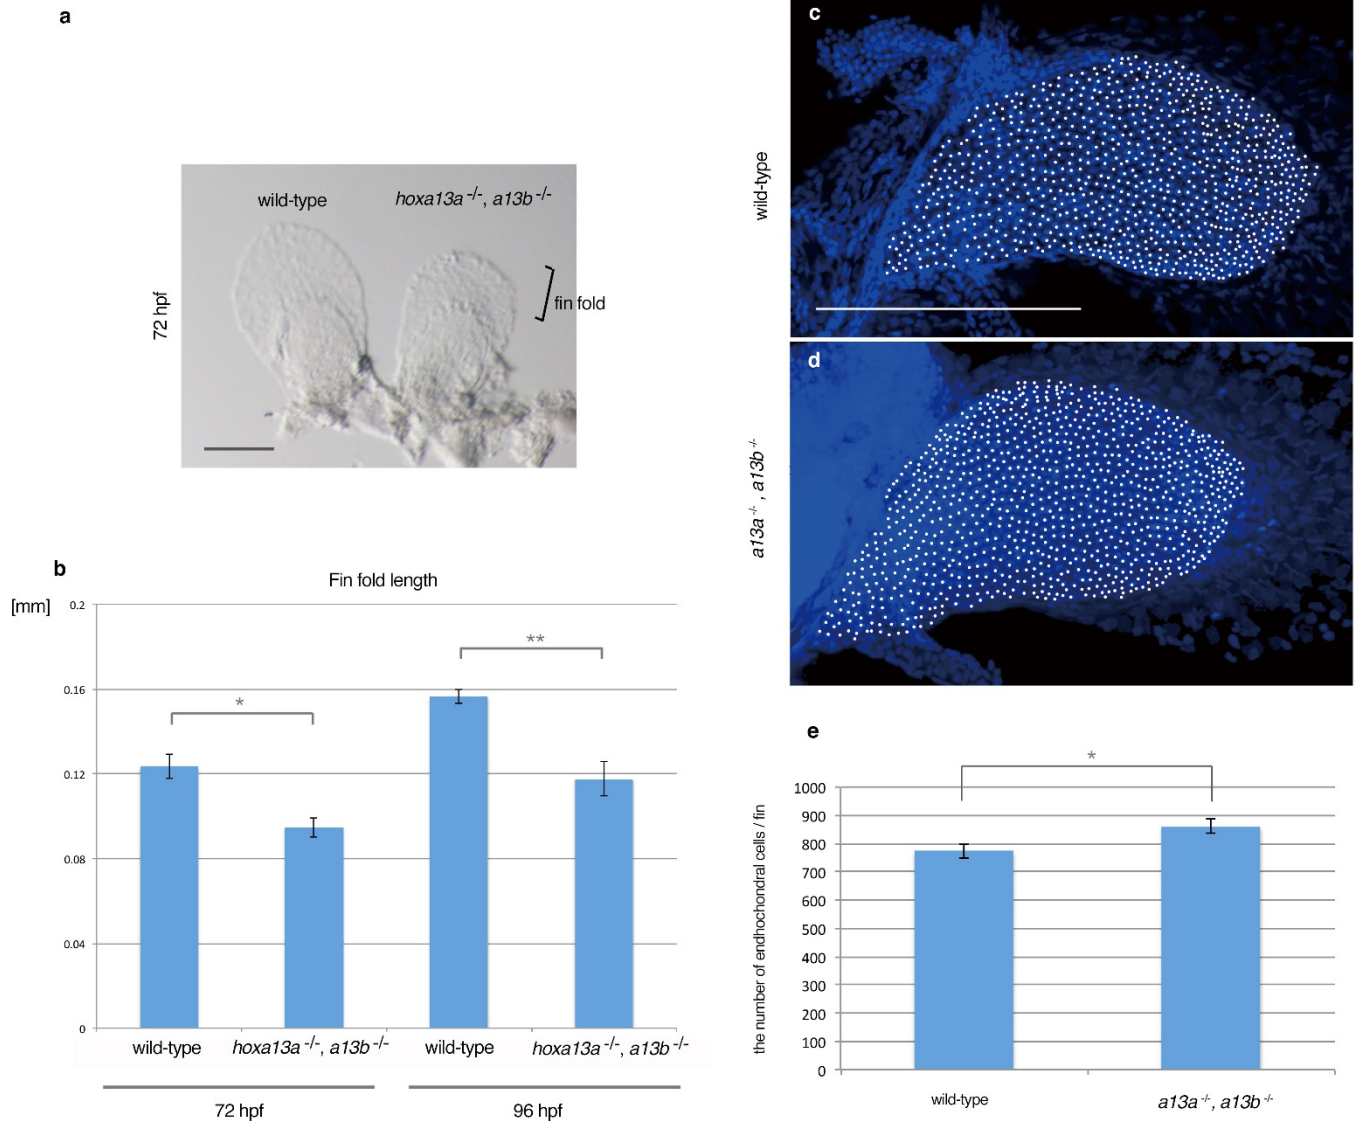 a
wild-type
hoxa13a -/-, a13b -/-
72 hpf
fin fold
b
Fin fold length
[mm]
0.2
0.16
0.12
0.08
0.04
0
*
**
wild-type
hoxa13a -/-, a13b -/-
wild-type
hoxa13a -/-, a13b -/-
72 hpf
96 hpf
c
wild-type
d
a13a -/-, a13b -/-
e
*
the number of endhochondral cells / fin
1000
900
800
700
600
500
400
300
200
100
0
wild-type
a13a -/-, a13b -/-